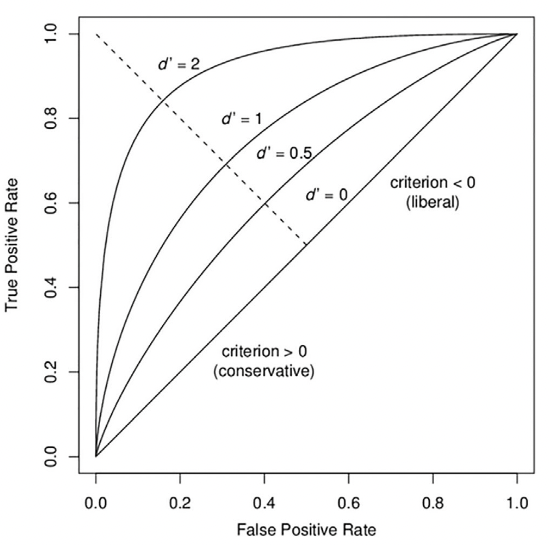 1.0
0.8
0.6
0.4
0.2
0.0
True Positive Rate
d' = 2
d' = 1
d' = 0.5
d' = 0
criterion < 0
(liberal)
criterion > 0
(conservative)
0.0 0.2 0.4 0.6 0.8 1.0
False Positive Rate